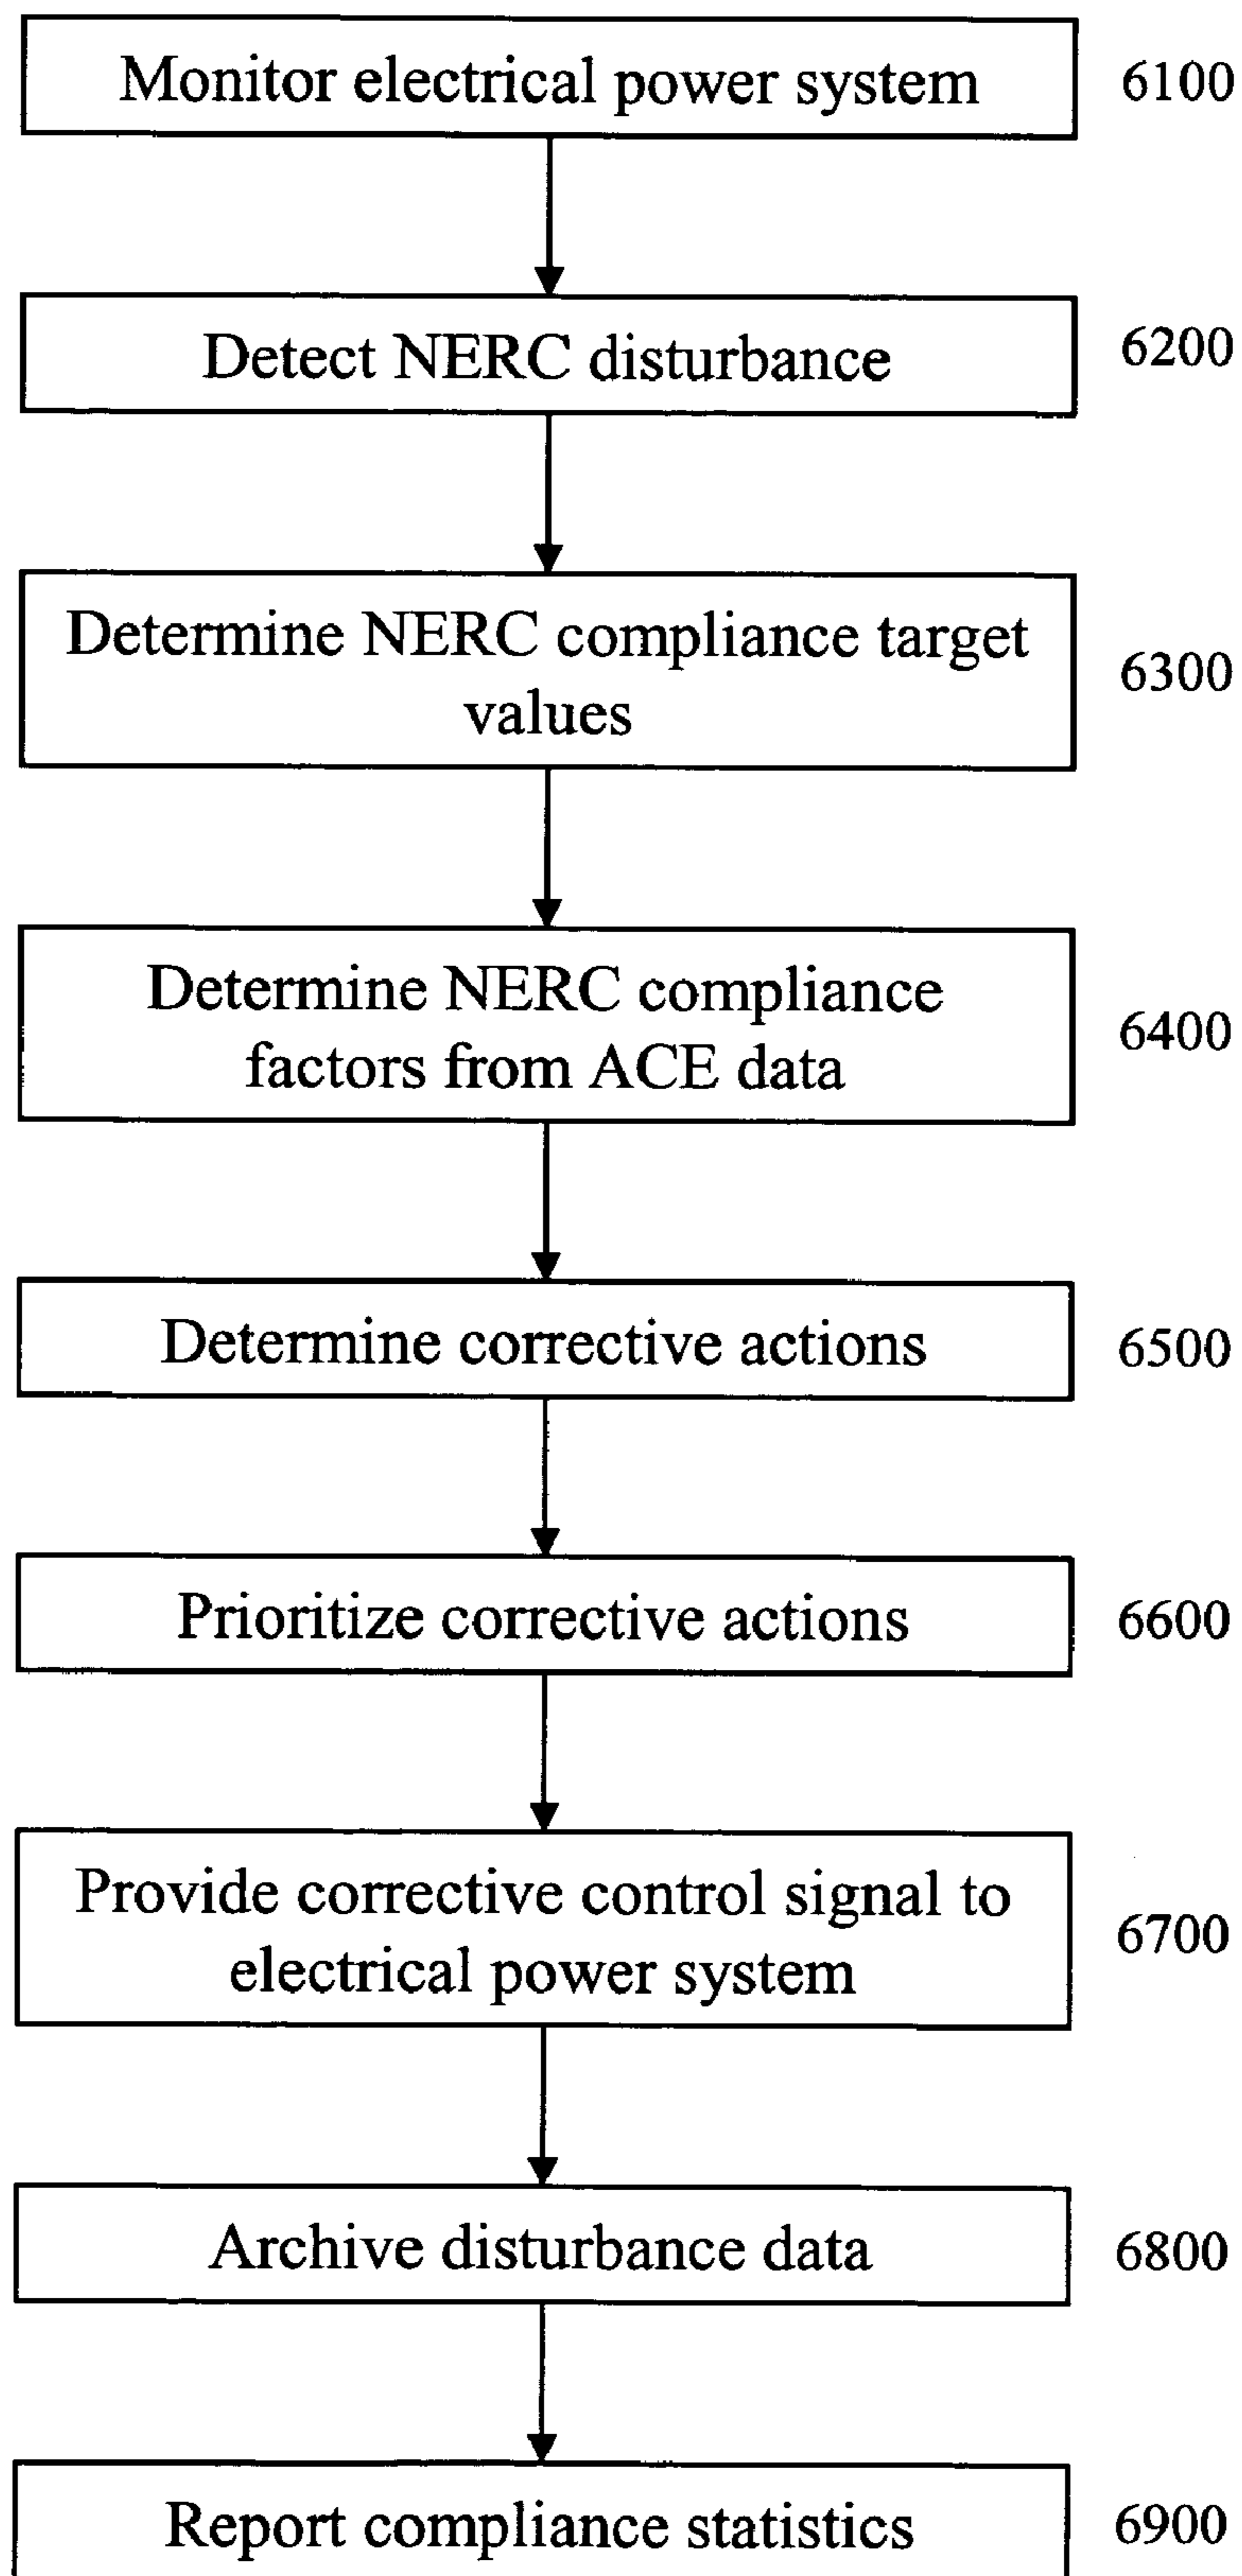 Monitor electrical power system 6100
Detect NERC disturbance 6200
Determine NERC compliance target
values
6300
Determine NERC compliance
factors from ACE data
6400
Determine corrective actions 6500
Prioritize corrective actions 6600
Provide corrective control signal to
electrical power system
6700
Archive disturbance data 6800
Report compliance statistics 6900